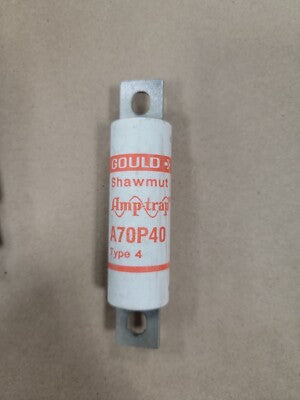 GOULD
Shawmut
Amp-trap
A70P40
Type 4